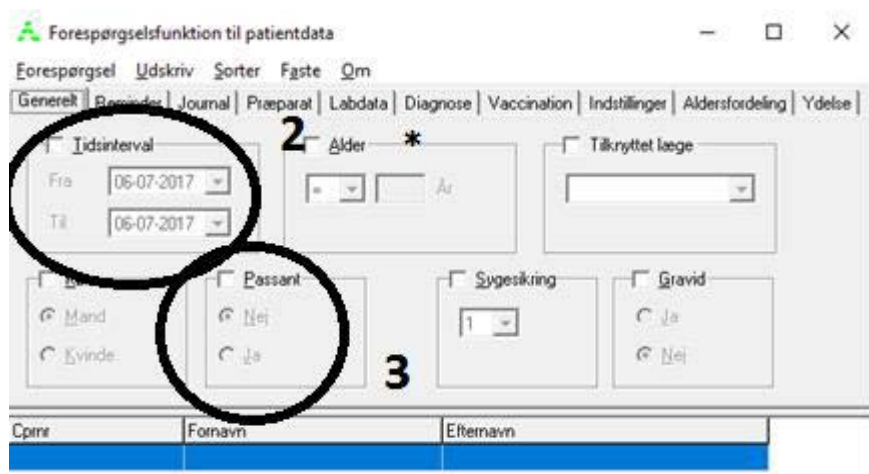 Forespørgselsfunktion til patientdata
Forespørgsel Udskriv Sorter Faste Om
Generelt Reminder Journal Præparat Labdata Diagnose Vaccination Indstillinger Aldersfordeling Ydelse
Tidsinterval 2 Alder * Tilknyttet læge
Fra 06-07-2017 = År
Til 06-07-2017
Passant Sygesikring Gravid
Mand Nej 1 Ja
Kvinde Ja 3 Nej
Cprnr Fornavn Efternavn